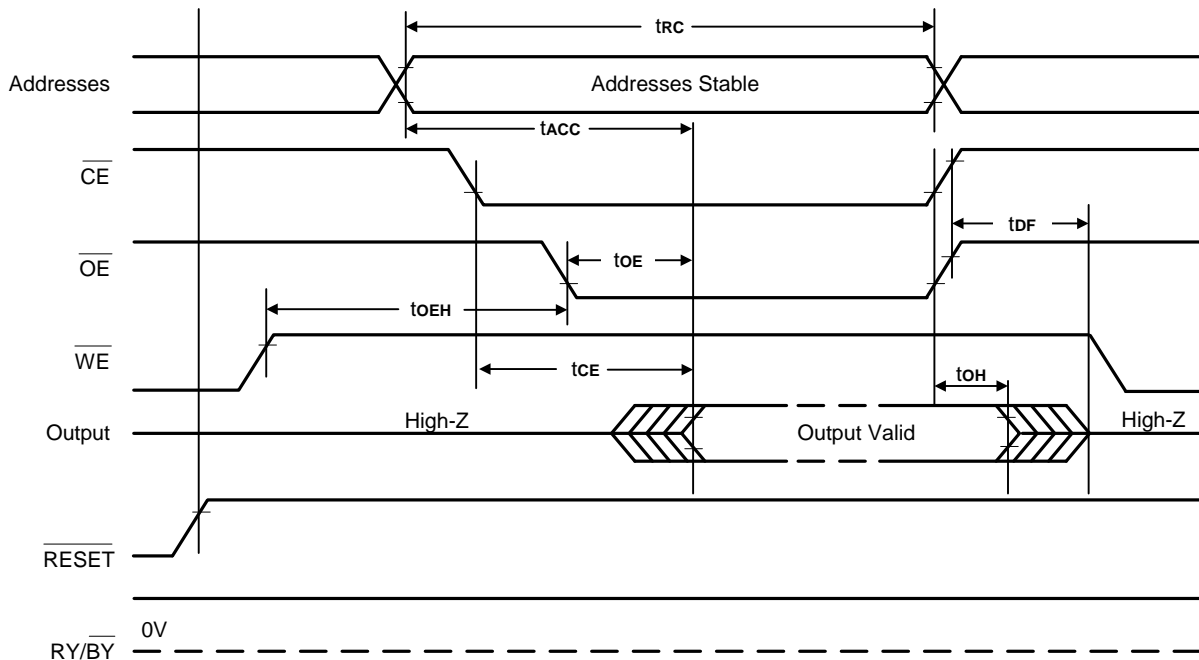 tRC
Addresses
Addresses Stable
tACC
CE
tDF
OE
tOE
tOEH
WE
tCE
tOH
High-Z
Output
Output Valid
High-Z
RESET
0V
RY/BY